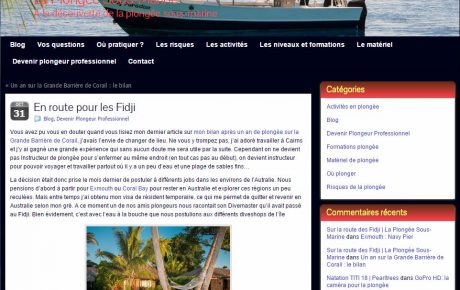 A la découverte de la plongée sous-marine
Blog
Vos questions
Où pratiquer ?
Les risques
Les activités
Les niveaux et formations
Le matériel
Devenir plongeur professionnel
Contact
« Un an sur la Grande Barrière de Corail : le bilan
OCT
31
En route pour les Fidji
Blog, Devenir Plongeur Professionnel
Vous avez pu vous en douter quand vous lisiez mon dernier article sur mon bilan après un an de plongée sur la
Grande Barrière de Corail, j'avais l'envie de changer de lieu. Ne vous y trompez pas, j'ai adoré travailler à Cairns
et j'y ai gagné une grande expérience qui sans aucun doute me sera utile par la suite. Cependant on ne devient
pas Instructeur de plongée pour s'enfermer au même endroit (en tout cas pas au début), on devient instructeur
pour pouvoir voyager et travailler partout où il y a un peu d'eau et une plage de sables fins…
La décision était donc prise le mois dernier de postuler à différents jobs dans les environs de l'Autralie. Nous
pensions d'abord à partir pour Exmouth ou Coral Bay pour rester en Australie et explorer ces régions un peu
reculées. Mais entre temps j'ai obtenu mon visa de résident temporaire, ce qui me permet de quitter et revenir en
Australie selon mon gré. A ce moment un de nos amis plongeurs nous racontait son Divemaster qu'il avait passé
au Fidji. Bien évidement, c'est avec l'eau à la bouche que nous postulions aux différents diveshops de l'île
Catégories
Activités en plongée
Blog
Devenir Plongeur Professionnel
Formations plongée
Matériel de plongée
Où plonger
Risques de la plongée
Commentaires récents
Sur la route des Fidji | La Plongée Sous-
Marine dans Exmouth : Navy Pier
Sur la route des Fidji | La Plongée Sous-
Marine dans Un an sur la Grande Barrière de
Corail : le bilan
Natation TITI 18 | Pearltrees dans GoPro HD: la
caméra pour la plongée